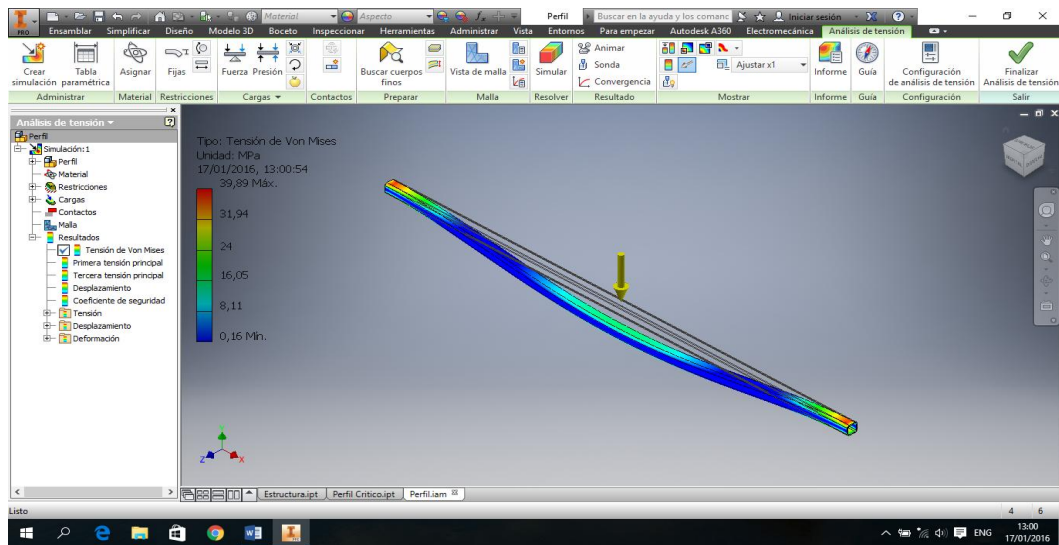 PRO
Material
Aspecto
Perfil
Buscar en la ayuda y los comanc
Iniciar sesión
Ensamblar Simplificar Diseño Modelo 3D Boceto Inspeccionar Herramientas Administrar Vista Entornos Para empezar Autodesk A360 Electromecánica Análisis de tensión
Crear simulación
Tabla paramétrica
Asignar
Fijas
Fuerza
Presión
Buscar cuerpos finos
Vista de malla
Simular
Animar
Sonda
Convergencia
Ajustar x1
Informe
Guía
Configuración de análisis de tensión
Finalizar Análisis de tensión
Administrar Material Restricciones Cargas Contactos Preparar Malla Resolver Resultado Mostrar Informe Guía Configuración Salir
Análisis de tensión
Perfil
Simulación:1
Perfil
Material
Restricciones
Cargas
Contactos
Malla
Resultados
Tensión de Von Mises
Primera tensión principal
Tercera tensión principal
Desplazamiento
Coeficiente de seguridad
Tensión
Desplazamiento
Deformación
Tipo: Tensión de Von Mises
Unidad: MPa
17/01/2016, 13:00:54
39,89 Máx.
31,94
24
16,05
8,11
0,16 Mín.
Y
Z
X
Estructura.ipt Perfil Critico.ipt Perfil.iam
Listo
4 6
ENG
13:00
17/01/2016